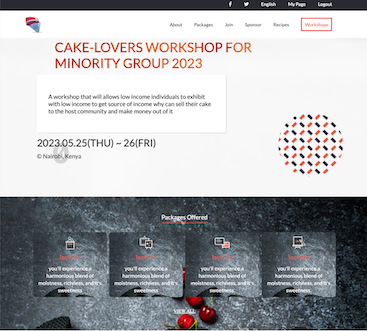 English
My Page
Logout
About
Packages
Join
Sponsor
Recipes
Workshops
CAKE-LOVERS WORKSHOP FOR
MINORITY GROUP 2023
A workshop that will allows low income individuals to exhibit
with low income to get source of income why can sell their cake
to the host community and make money out of it
2023.05.25(THU) ~ 26(FRI)
© Nairobi, Kenya
Packages Offered
you'll experience a
harmonious blend of
moistness, richness, and it's
sweetness
you'll experience a
harmonious blend of
moistness, richness, and it's
sweetness
you'll experience a
harmonious blend of
moistness, richness, and it's
sweetness
you'll experience a
harmonious blend of
moistness, richness, and it's
sweetness
VIEW ALL